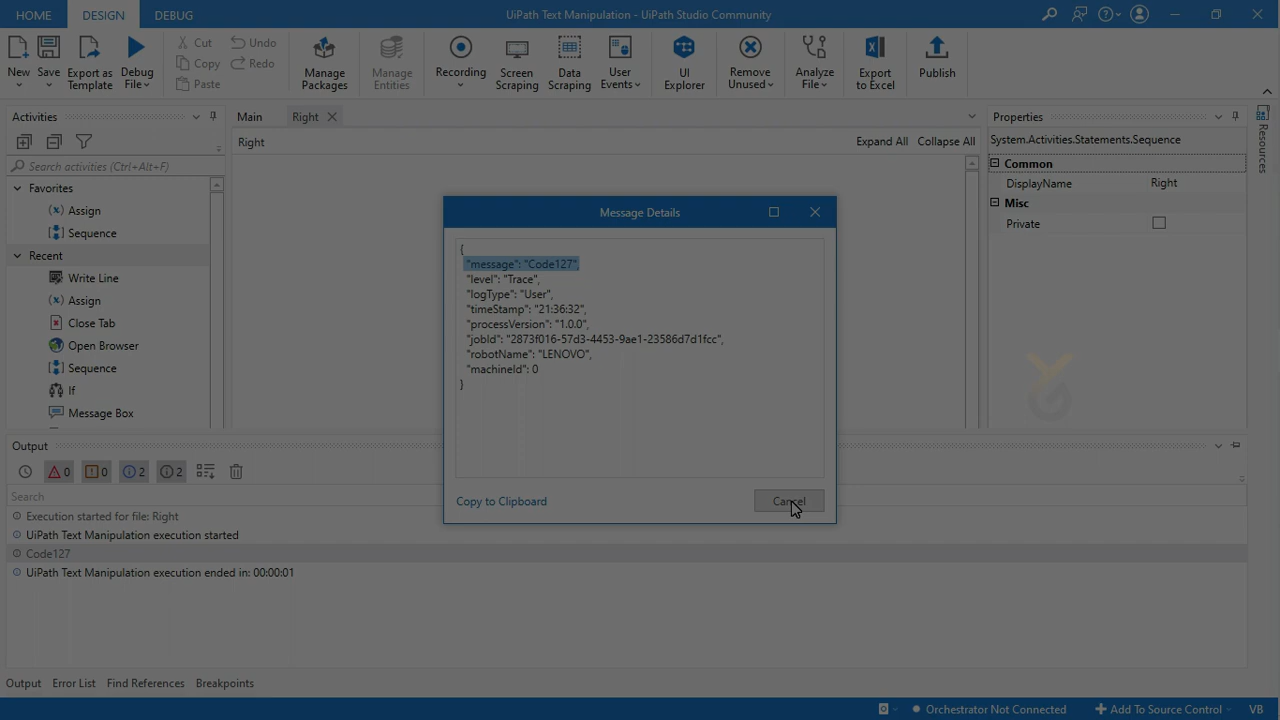 HOME
DESIGN
DEBUG
UiPath Text Manipulation - UiPath Studio Community
New
Save
Export as Template
Debug File
Cut
Copy
Paste
Undo
Redo
Manage Packages
Manage Entities
Recording
Screen Scraping
Data Scraping
User Events
UI Explorer
Remove Unused
Analyze File
Export to Excel
Publish
Activities
Main
Right
Properties
Resources
Right
Expand All
Collapse All
System.Activities.Statements.Sequence
Search activities (Ctrl+Alt+F)
Common
DisplayName
Right
Misc
Private
Favorites
Assign
Sequence
Recent
Write Line
Assign
Close Tab
Open Browser
Sequence
If
Message Box
Message Details
{
"message": "Code127",
"level": "Trace",
"logType": "User",
"timeStamp": "21:36:32",
"processVersion": "1.0.0",
"jobId": "2873f016-57d3-4453-9ae1-23586d7d1fcc",
"robotName": "LENOVO",
"machineId": 0
}
Copy to Clipboard
Cancel
Output
0
0
2
2
Search
Execution started for file: Right
UiPath Text Manipulation execution started
Code127
UiPath Text Manipulation execution ended in: 00:00:01
Output
Error List
Find References
Breakpoints
Orchestrator Not Connected
Add To Source Control
VB